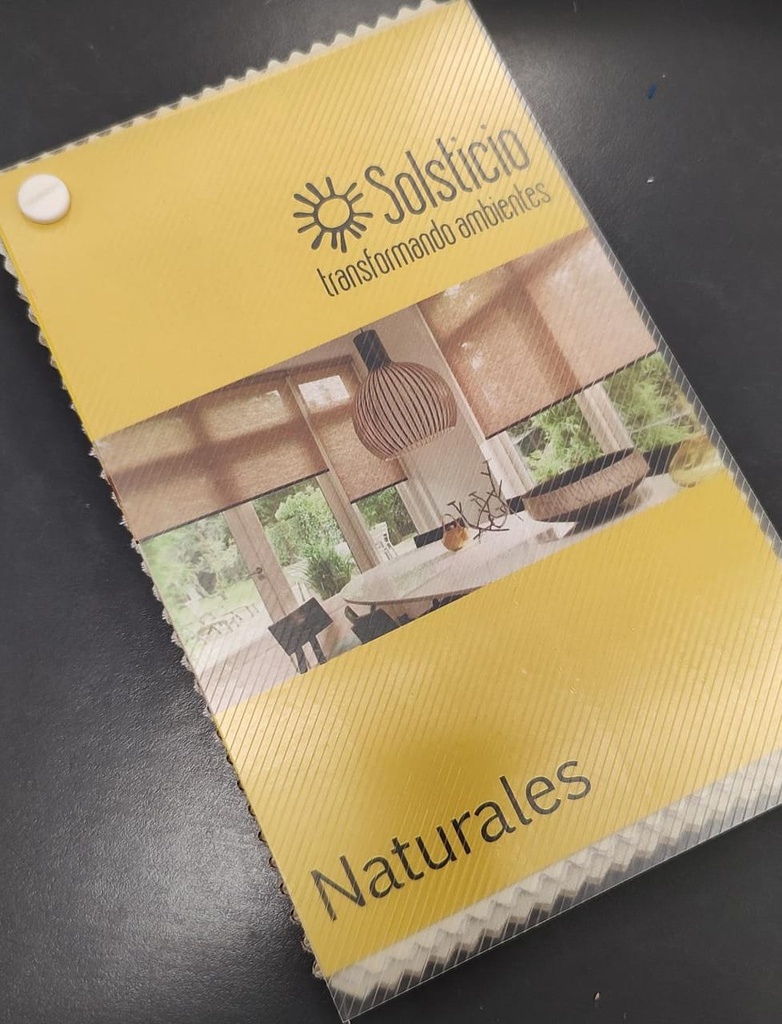 Solsticio
transformando ambientes
Naturales